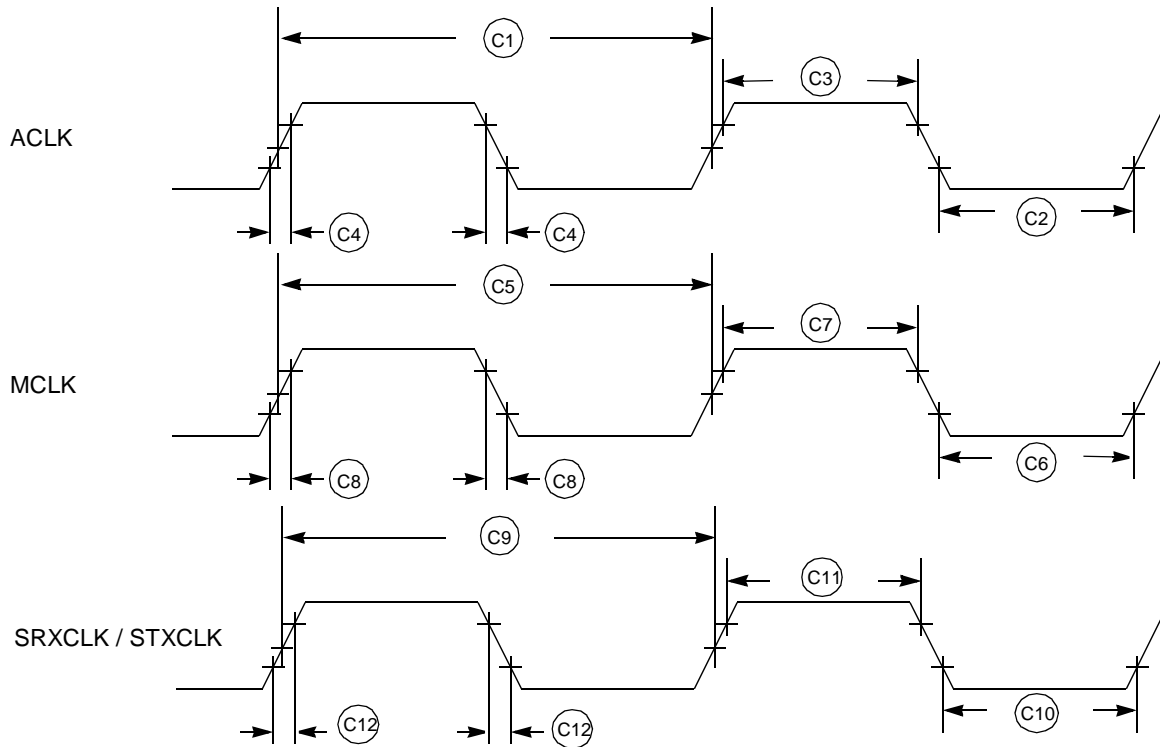 C1
C3
ACLK
C2
C4
C4
C5
C7
MCLK
C6
C8
C8
C9
C11
SRXCLK / STXCLK
C10
C12
C12